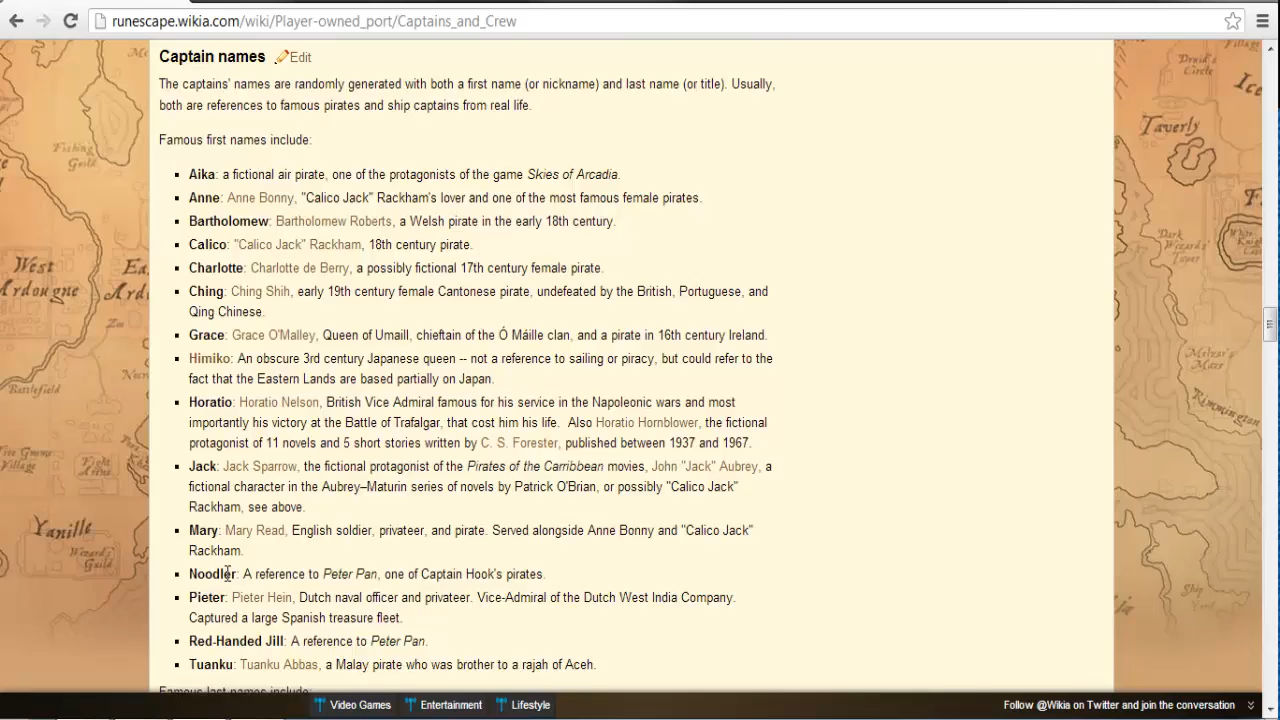 runescape.wikia.com/wiki/Player-owned_port/Captains_and_Crew
Captain names Edit
The captains' names are randomly generated with both a first name (or nickname) and last name (or title). Usually,
both are references to famous pirates and ship captains from real life.
Famous first names include:
Aika: a fictional air pirate, one of the protagonists of the game Skies of Arcadia.
Anne: Anne Bonny, "Calico Jack" Rackham's lover and one of the most famous female pirates.
Bartholomew: Bartholomew Roberts, a Welsh pirate in the early 18th century.
Calico: "Calico Jack" Rackham, 18th century pirate.
Charlotte: Charlotte de Berry, a possibly fictional 17th century female pirate.
Ching: Ching Shih, early 19th century female Cantonese pirate, undefeated by the British, Portuguese, and
Qing Chinese.
Grace: Grace O'Malley, Queen of Umaill, chieftain of the Ó Máille clan, and a pirate in 16th century Ireland.
Himiko: An obscure 3rd century Japanese queen -- not a reference to sailing or piracy, but could refer to the
fact that the Eastern Lands are based partially on Japan.
Horatio: Horatio Nelson, British Vice Admiral famous for his service in the Napoleonic wars and most
importantly his victory at the Battle of Trafalgar, that cost him his life. Also Horatio Hornblower, the fictional
protagonist of 11 novels and 5 short stories written by C. S. Forester, published between 1937 and 1967.
Jack: Jack Sparrow, the fictional protagonist of the Pirates of the Carribbean movies, John "Jack" Aubrey, a
fictional character in the Aubrey–Maturin series of novels by Patrick O'Brian, or possibly "Calico Jack"
Rackham, see above.
Mary: Mary Read, English soldier, privateer, and pirate. Served alongside Anne Bonny and "Calico Jack"
Rackham.
Noodler: A reference to Peter Pan, one of Captain Hook's pirates.
Pieter: Pieter Hein, Dutch naval officer and privateer. Vice-Admiral of the Dutch West India Company.
Captured a large Spanish treasure fleet.
Red-Handed Jill: A reference to Peter Pan.
Tuanku: Tuanku Abbas, a Malay pirate who was brother to a rajah of Aceh.
Famous last names include:
Video Games Entertainment Lifestyle
Follow @Wikia on Twitter and join the conversation
Fishing
Guild
West
Ardougne
Battlefield
Fight
Arena
Yanille
Wizards'
Guild
Druid's
Circle
Taverly
Dark
Wizards'
Rimmington